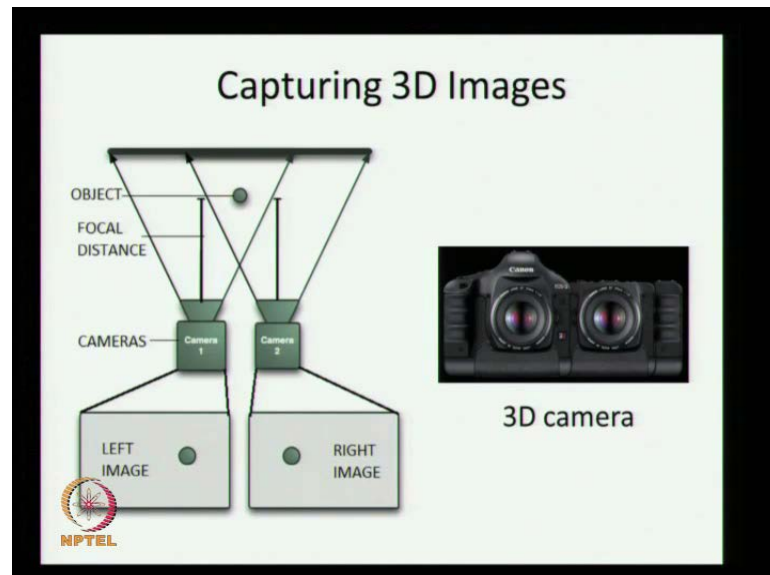 Capturing 3D Images
OBJECT
FOCAL
DISTANCE
CAMERAS
Camera
1
Camera
2
LEFT
IMAGE
RIGHT
IMAGE
Canon
3D camera
NPTEL